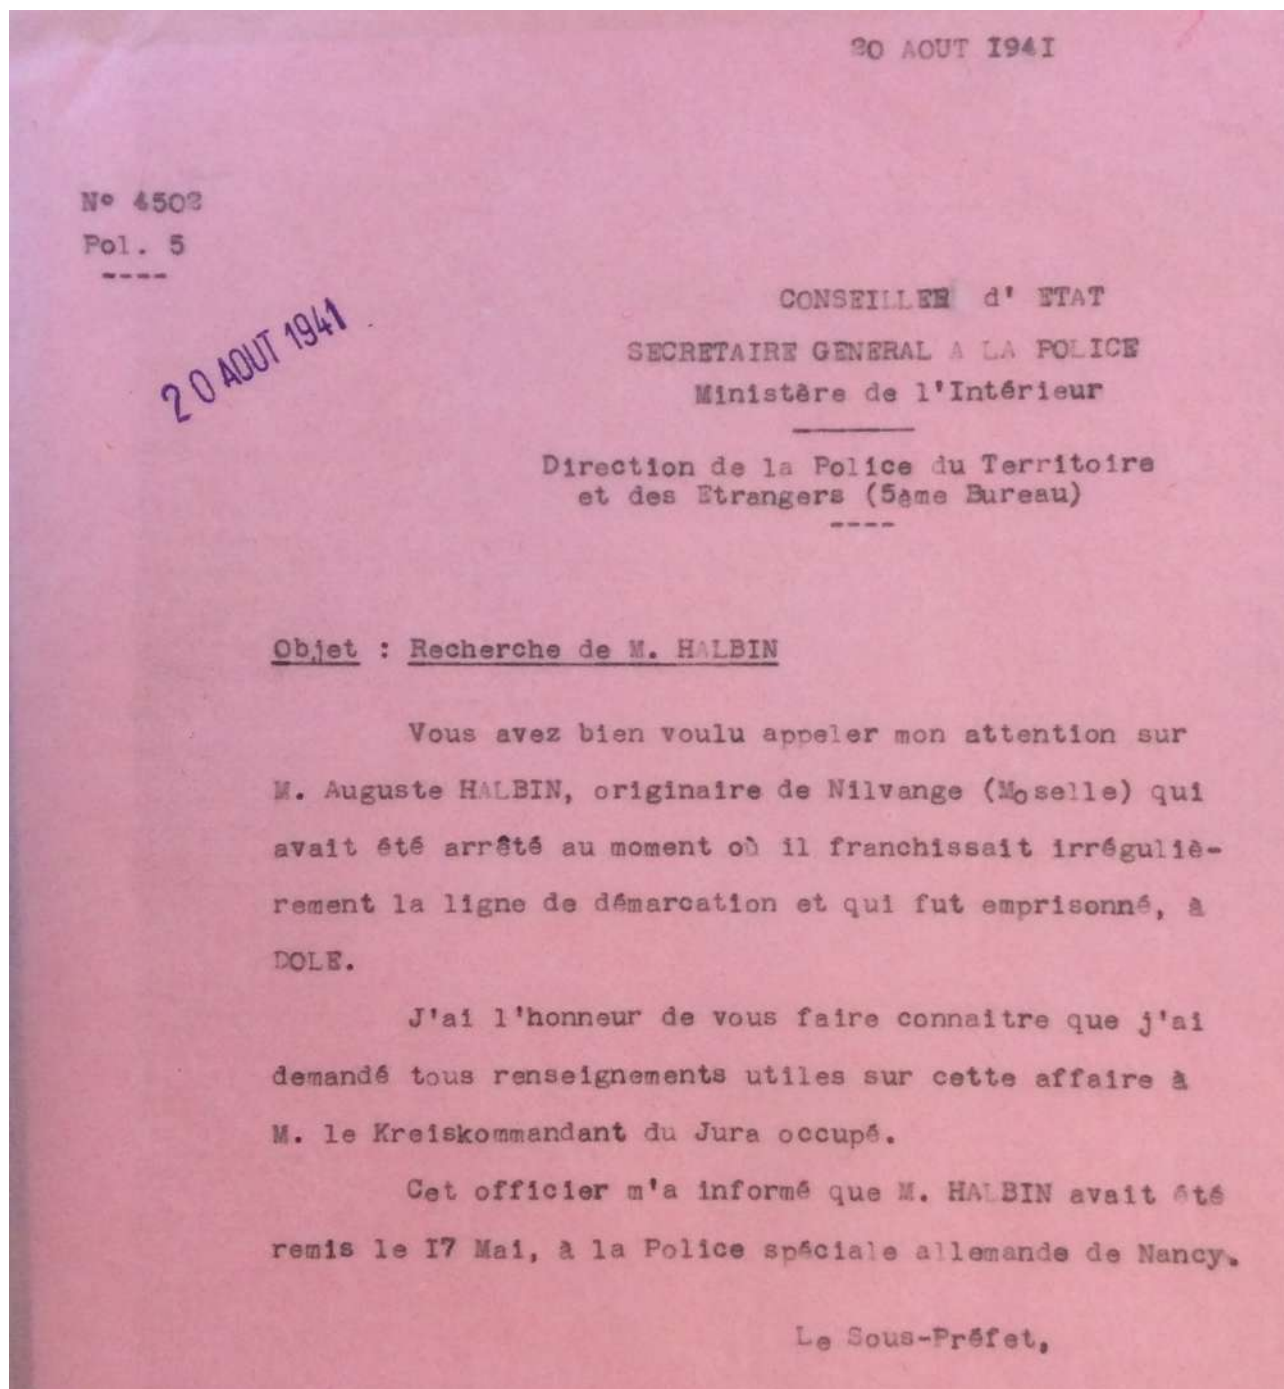 20 AOUT I94I
N° 4502
Pol. 5
----
20 AOUT 1941
CONSEILLER d' ETAT
SECRETAIRE GENERAL A LA POLICE
Ministère de l'Intérieur
Direction de la Police du Territoire
et des Etrangers (5ème Bureau)
----
Objet : Recherche de M. HALBIN
Vous avez bien voulu appeler mon attention sur
M. Auguste HALBIN, originaire de Nilvange (Moselle) qui
avait été arrêté au moment où il franchissait irréguliè-
rement la ligne de démarcation et qui fut emprisonné, à
DOLE.
J'ai l'honneur de vous faire connaitre que j'ai
demandé tous renseignements utiles sur cette affaire à
M. le Kreiskommandant du Jura occupé.
Cet officier m'a informé que M. HALBIN avait été
remis le I7 Mai, à la Police spéciale allemande de Nancy.
Le Sous-Préfet,